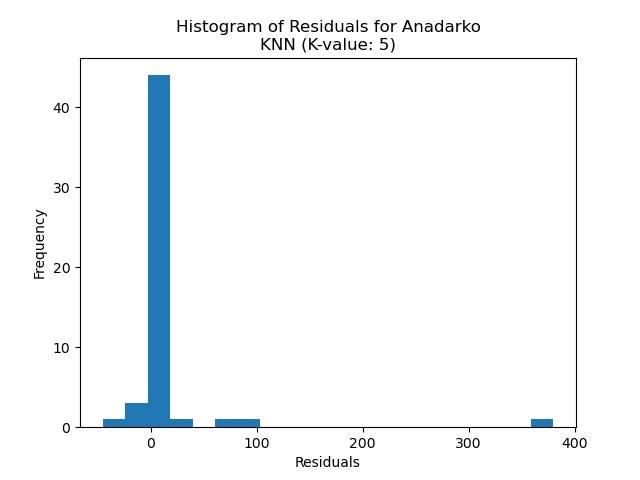 Histogram of Residuals for Anadarko
KNN (K-value: 5)
Frequency
40
30
20
10
0
0 100 200 300 400
Residuals